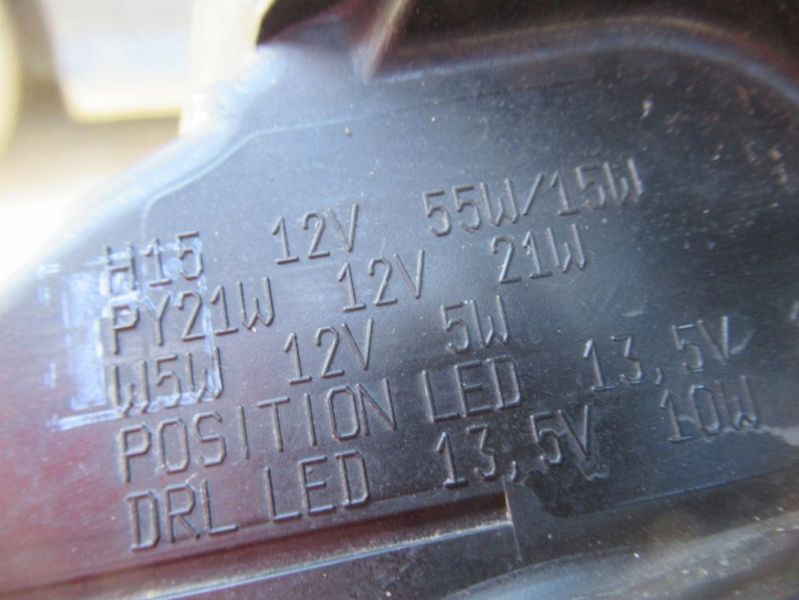 H15 12V 55W/15W
PY21W 12V 21W
W5W 12V 5W
POSITION LED 13,5V
DRL LED 13,5V 10W